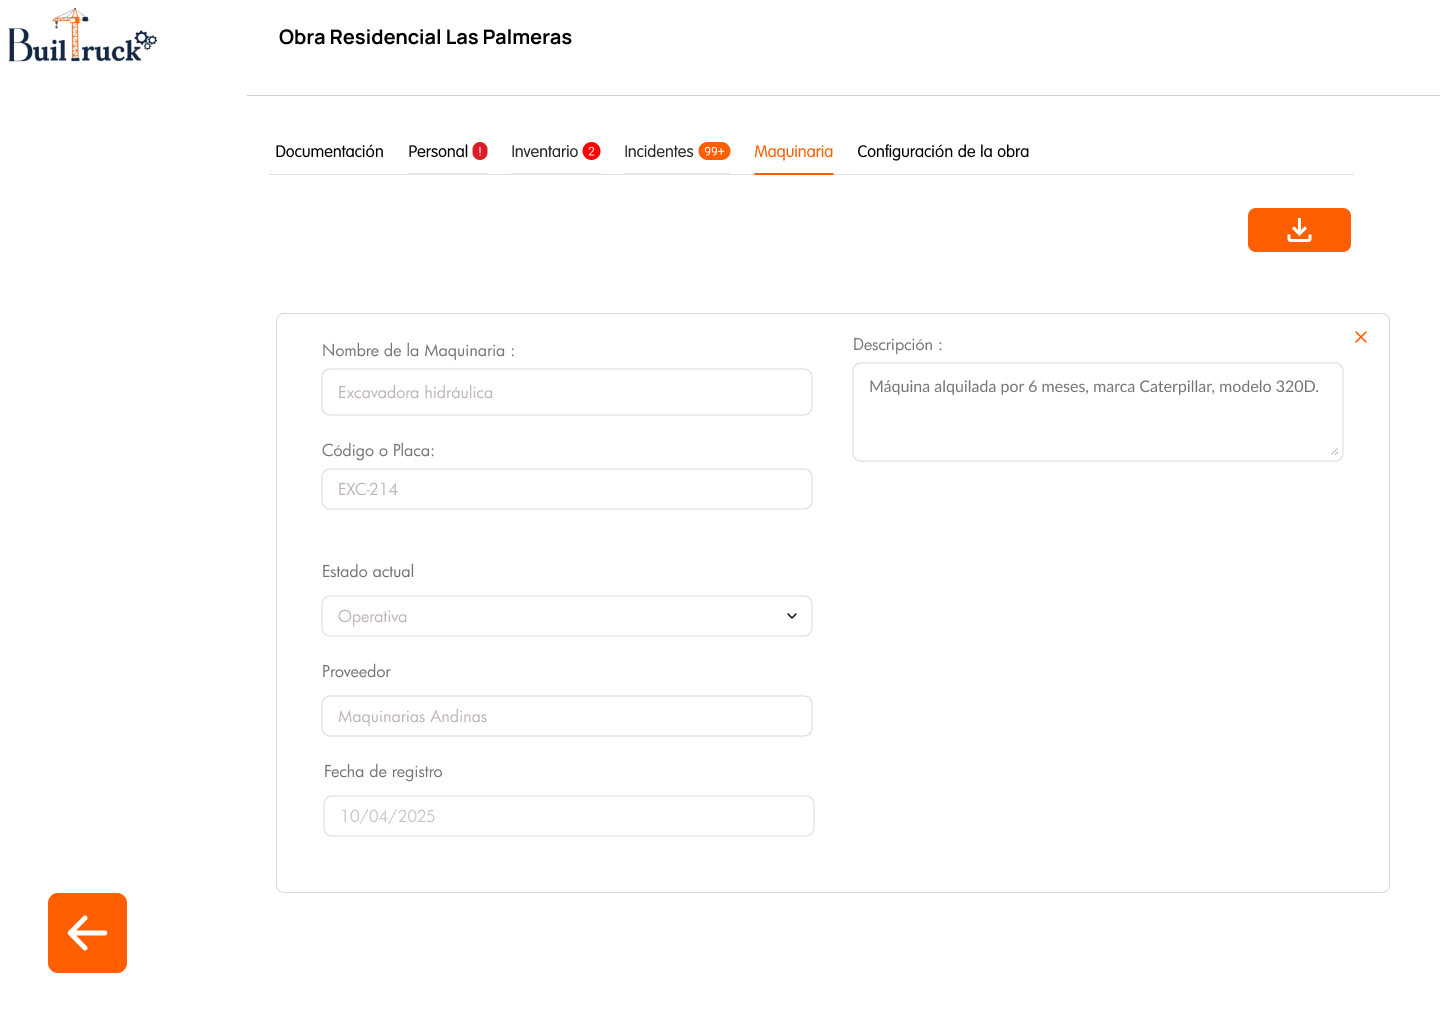 BuilTruck
Obra Residencial Las Palmeras
Documentación Personal ! Inventario 2 Incidentes 99+ Maquinaria Configuración de la obra
Nombre de la Maquinaria :
Excavadora hidráulica
Código o Placa:
EXC-214
Estado actual
Operativa
Proveedor
Maquinarias Andinas
Fecha de registro
10/04/2025
Descripción :
Máquina alquilada por 6 meses, marca Caterpillar, modelo 320D.